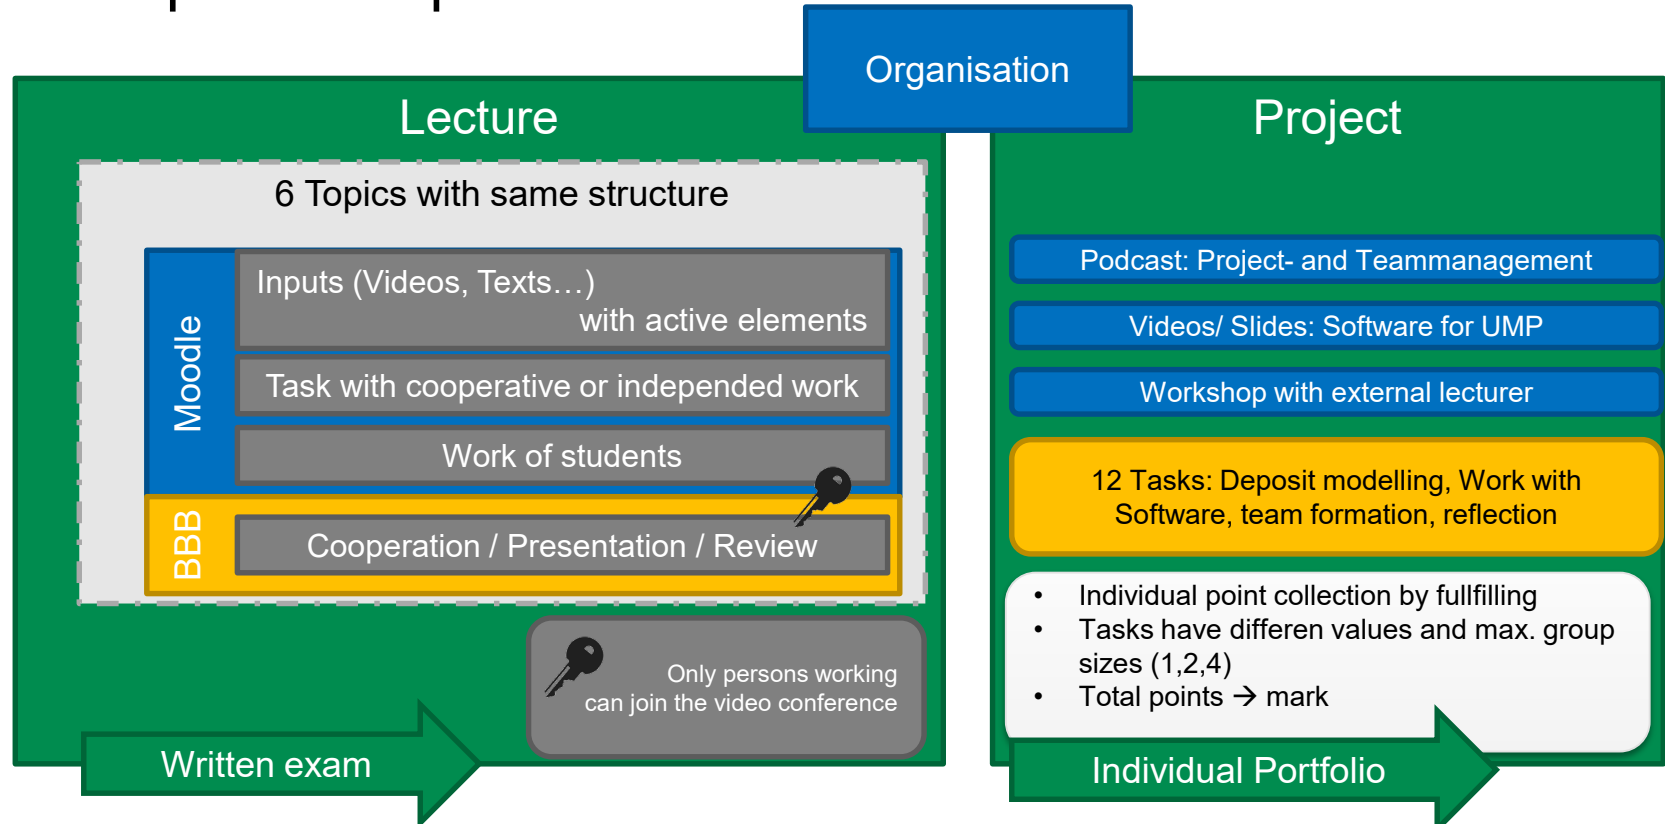 Organisation
Lecture
6 Topics with same structure
Moodle
Inputs (Videos, Texts…)
with active elements
Task with cooperative or independed work
Work of students
BBB
Cooperation / Presentation / Review
Only persons working
can join the video conference
Written exam
Project
Podcast: Project- and Teammanagement
Videos/ Slides: Software for UMP
Workshop with external lecturer
12 Tasks: Deposit modelling, Work with
Software, team formation, reflection
• Individual point collection by fullfilling
• Tasks have differen values and max. group
sizes (1,2,4)
• Total points → mark
Individual Portfolio